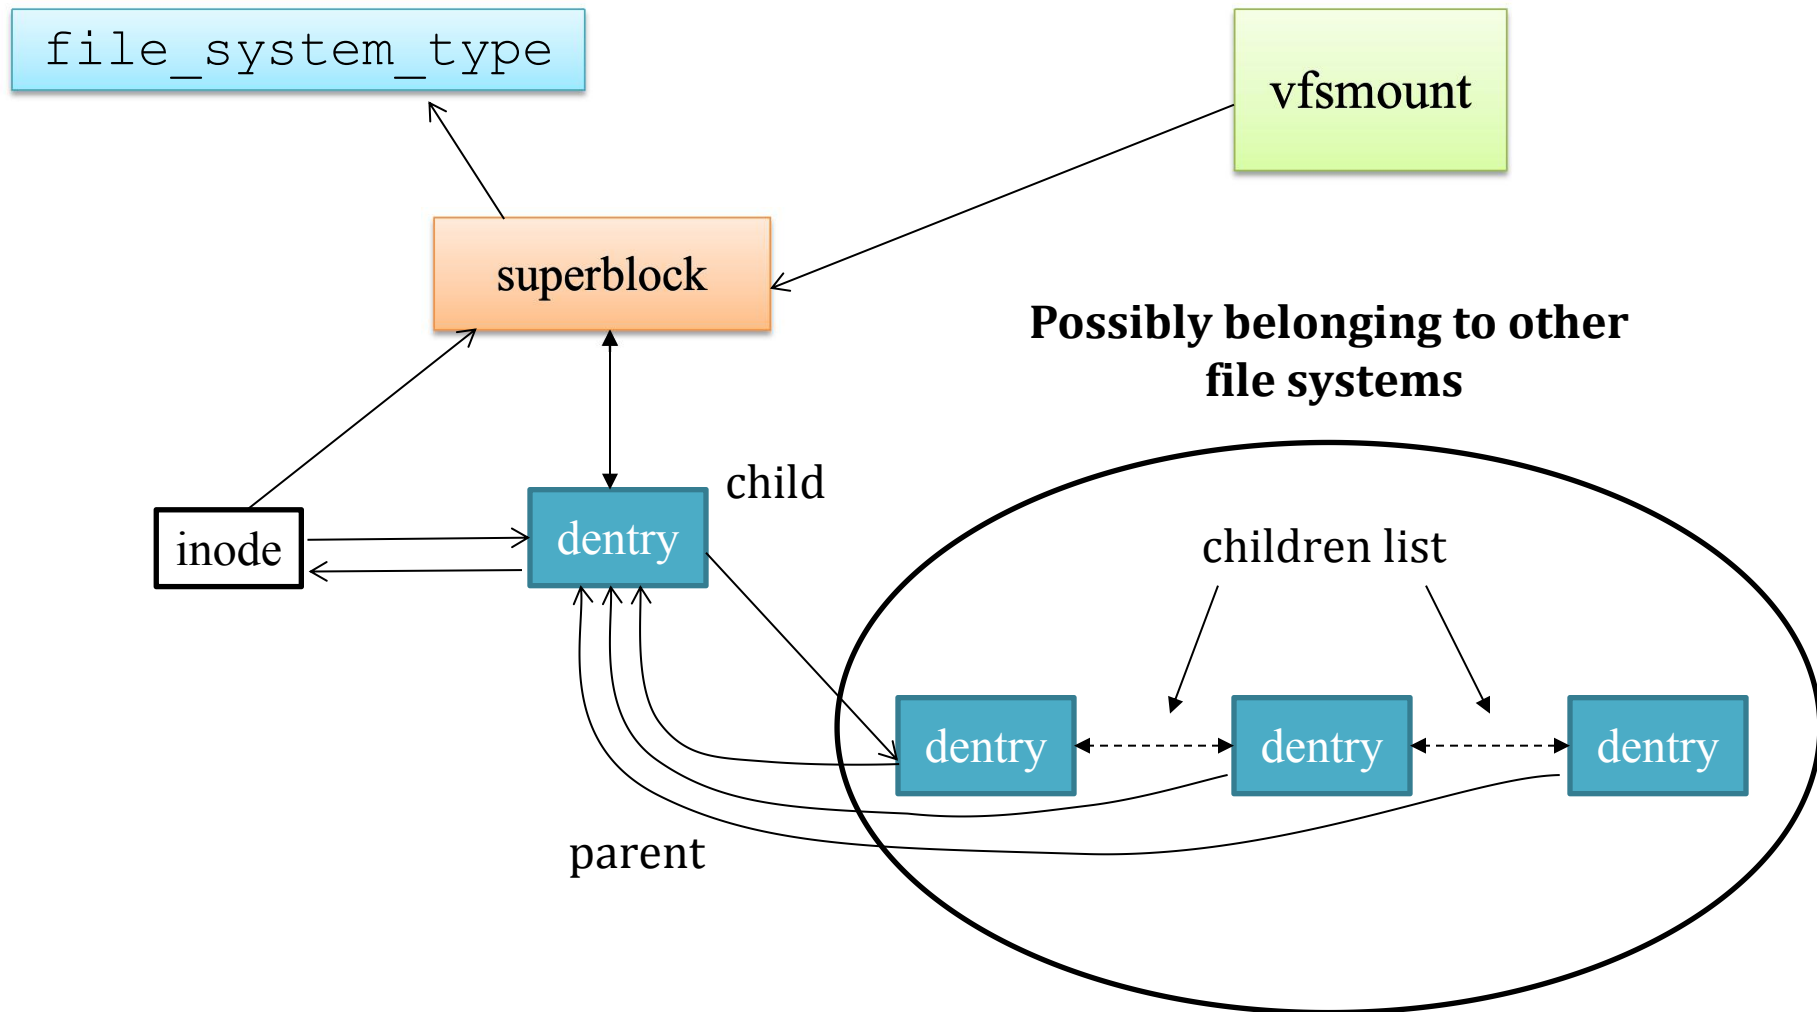 file_system_type
vfsmount
superblock
Possibly belonging to other
file systems
child
inode
dentry
children list
dentry
dentry
dentry
parent